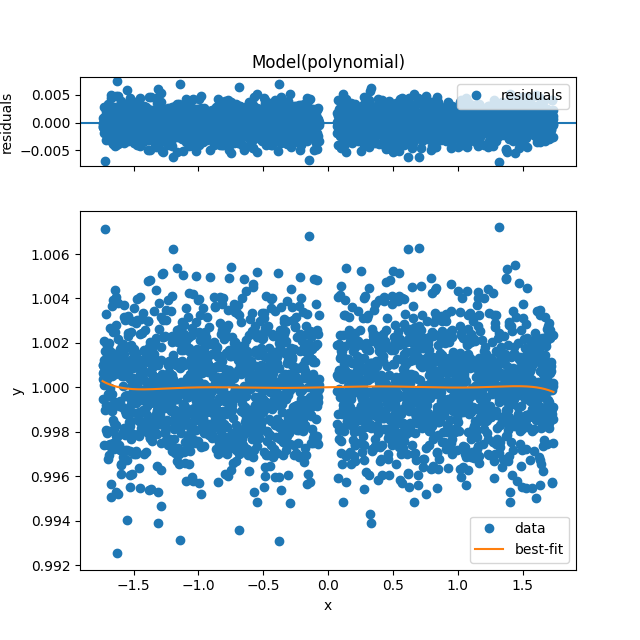 Model(polynomial)
residuals
0.005
0.000
−0.005
residuals
y
1.006
1.004
1.002
1.000
0.998
0.996
0.994
0.992
data
best-fit
−1.5 −1.0 −0.5 0.0 0.5 1.0 1.5
x